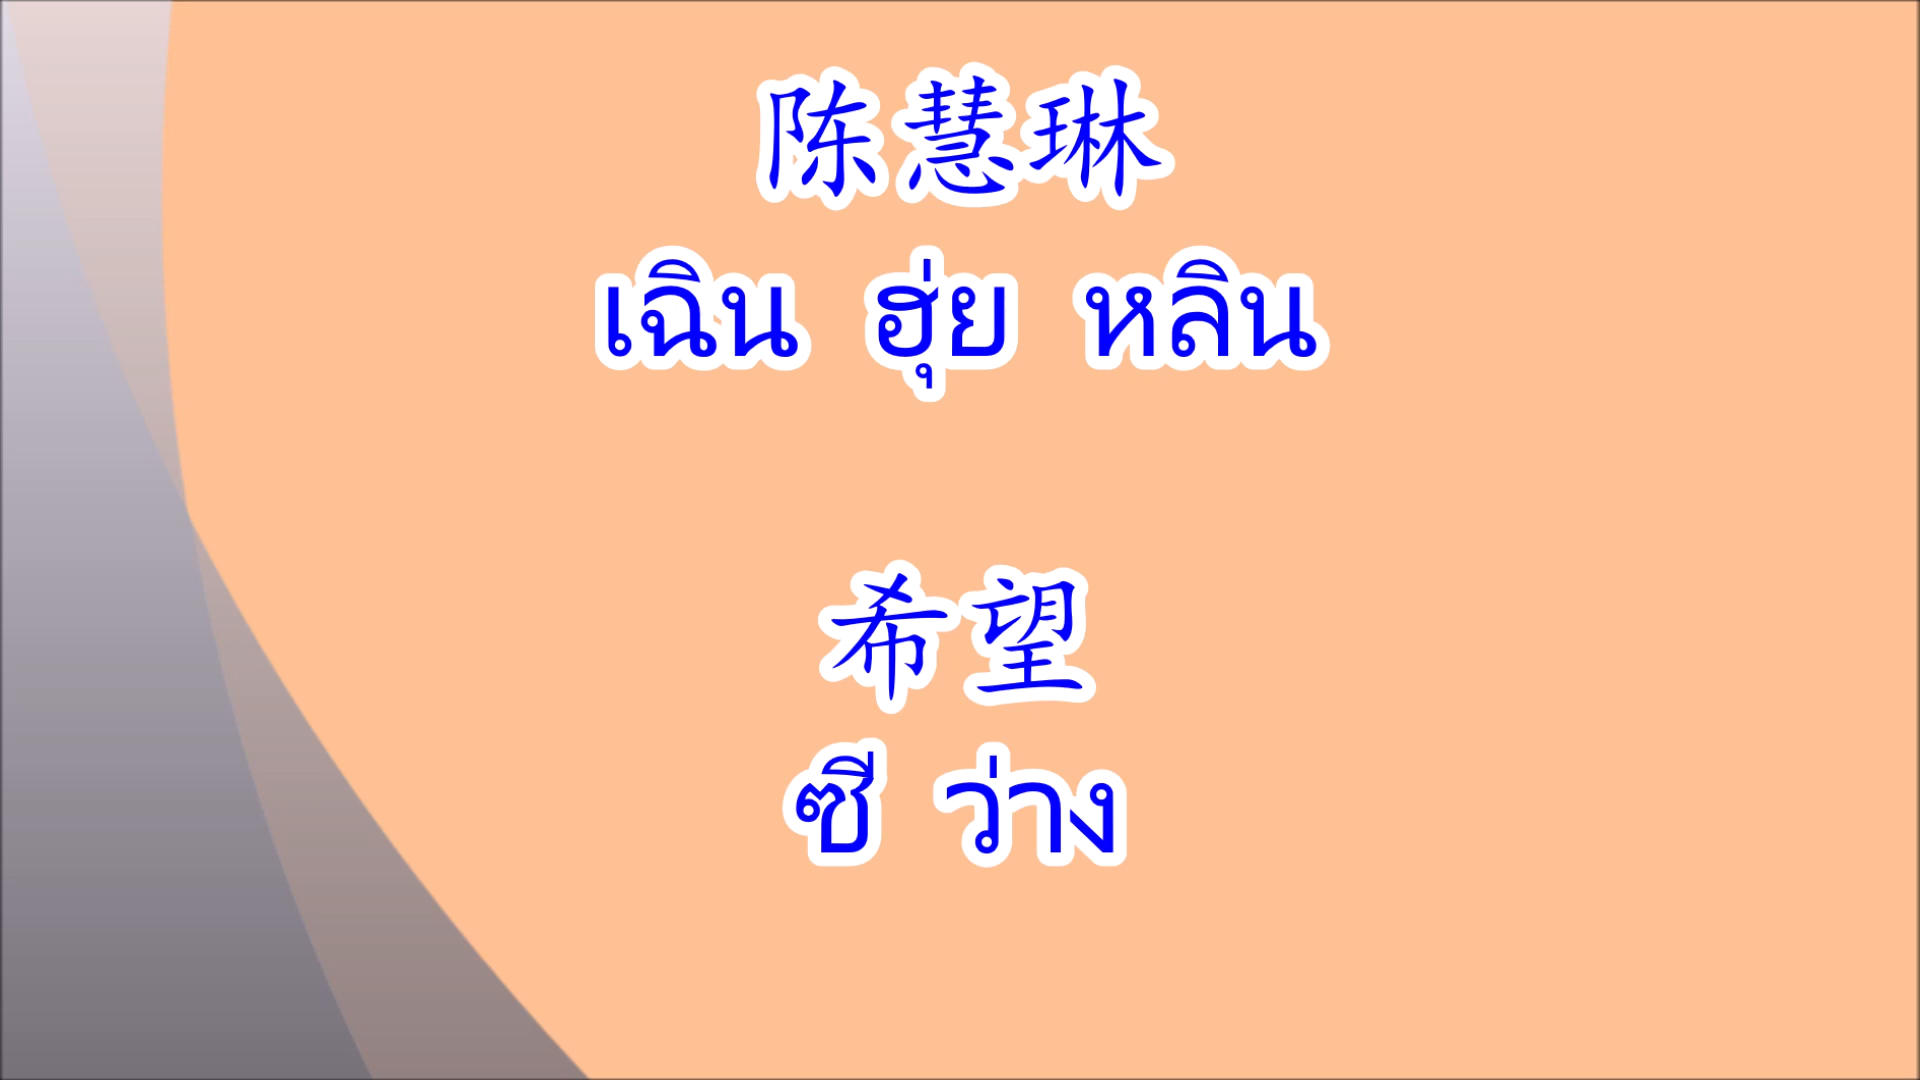 陈慧琳
เฉิน ฮุ่ย หลิน
希望
ซี ว่าง